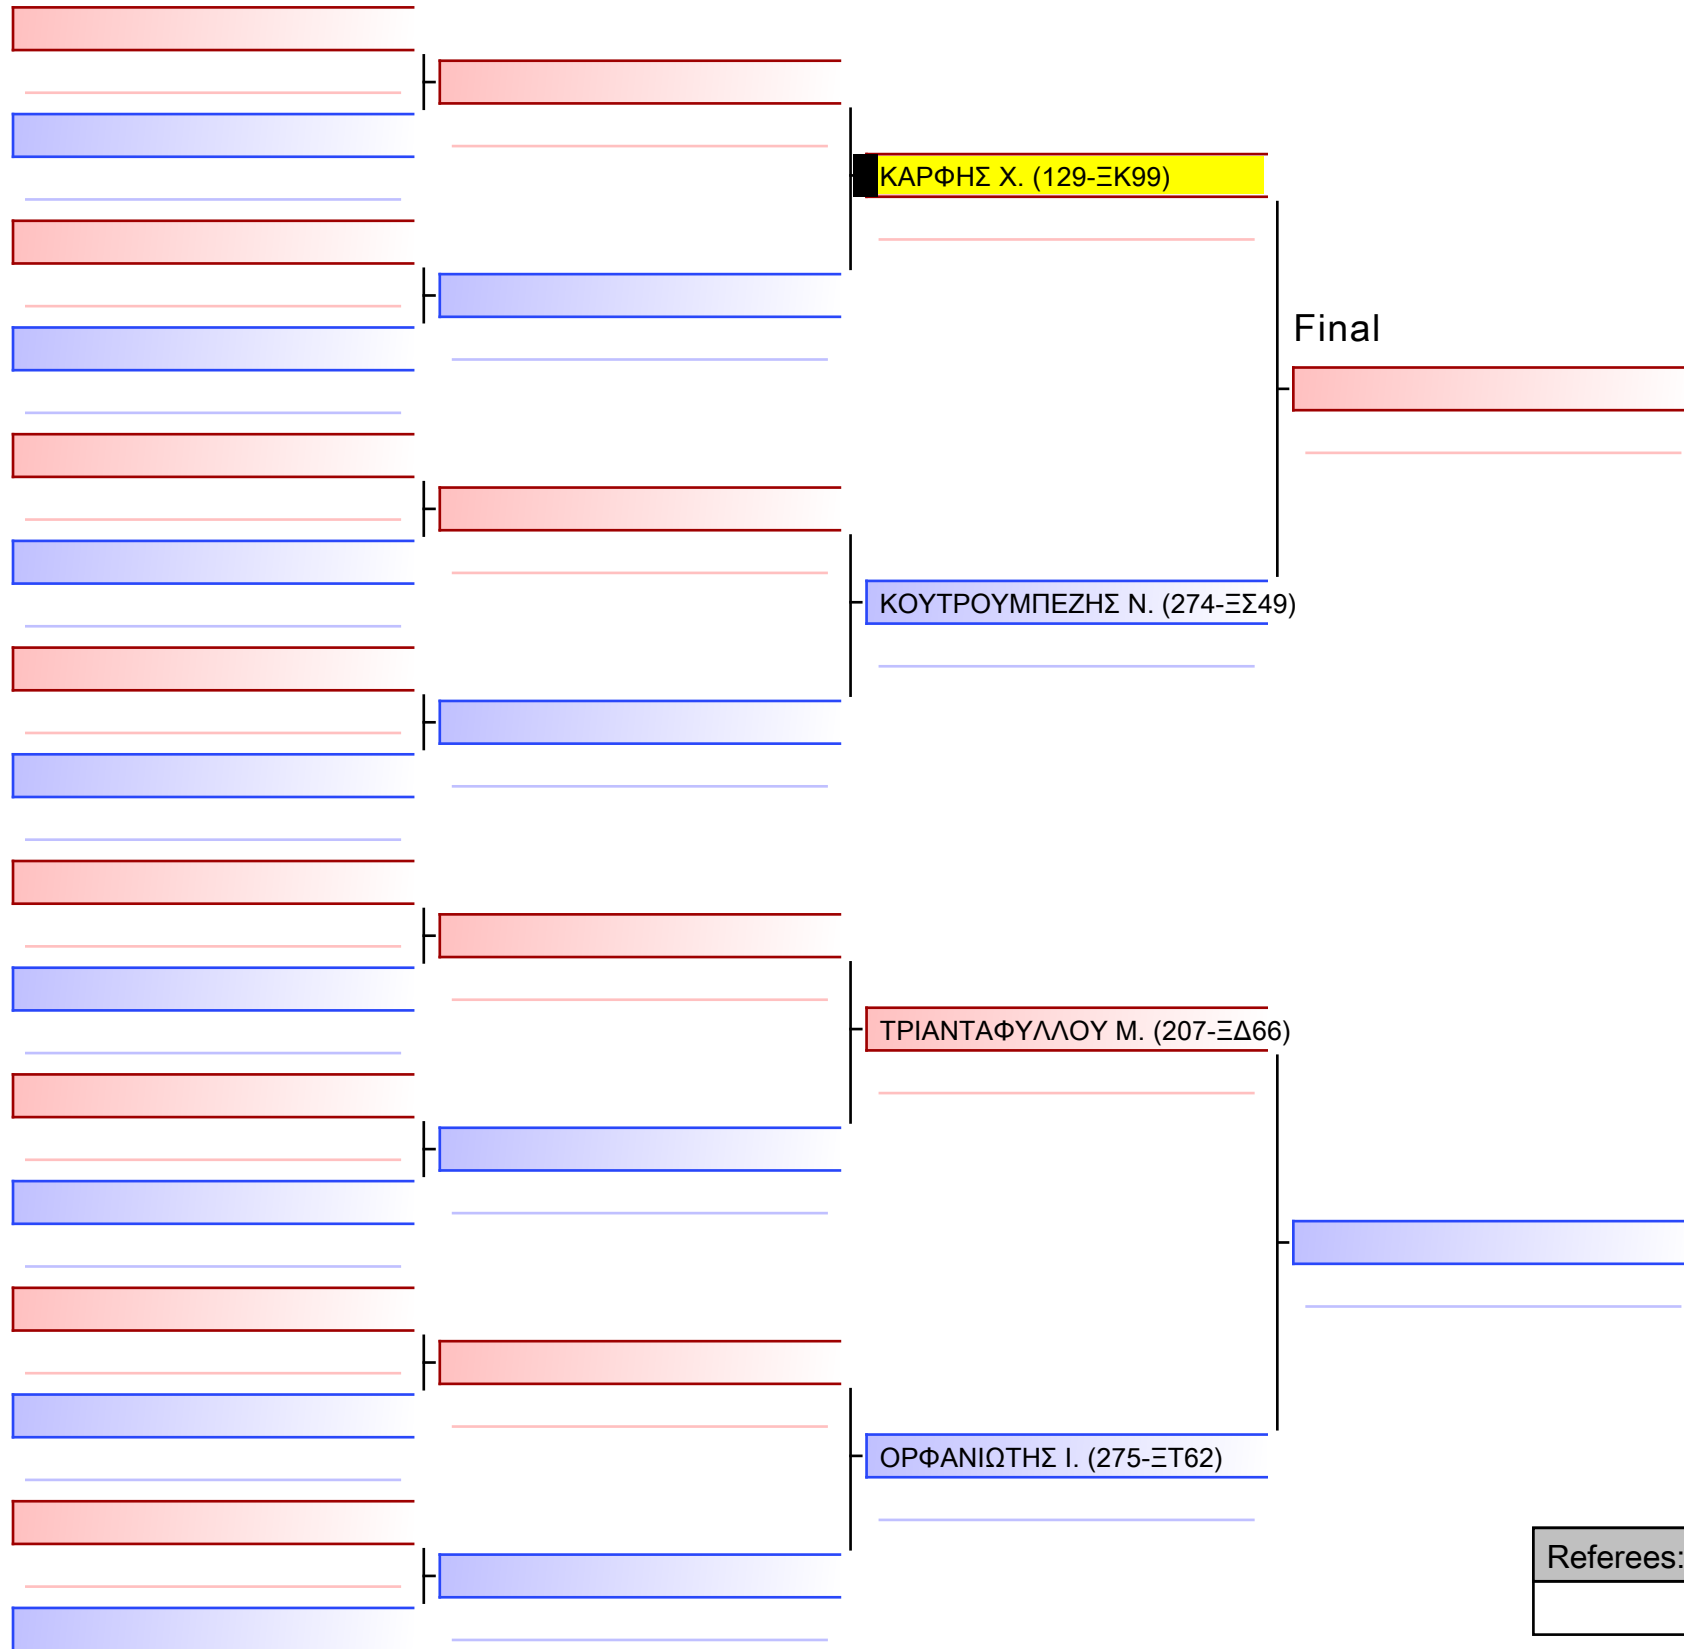 ΚΑΡΦΗΣ Χ. (129-ΞΚ99)
Final
ΚΟΥΤΡΟΥΜΠΕΖΗΣ Ν. (274-ΞΣ49)
ΤΡΙΑΝΤΑΦΥΛΛΟΥ Μ. (207-ΞΔ66)
ΟΡΦΑΝΙΩΤΗΣ Ι. (275-ΞΤ62)
Referees: